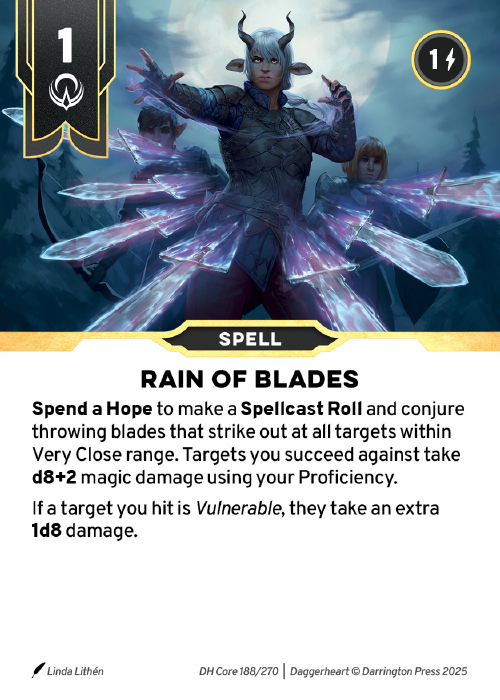 1
1
SPELL
RAIN OF BLADES
Spend a Hope to make a Spellcast Roll and conjure
throwing blades that strike out at all targets within
Very Close range. Targets you succeed against take
d8+2 magic damage using your Proficiency.
If a target you hit is Vulnerable, they take an extra
1d8 damage.
Linda Lithén
DH Core 188/270 | Daggerheart © Darrington Press 2025